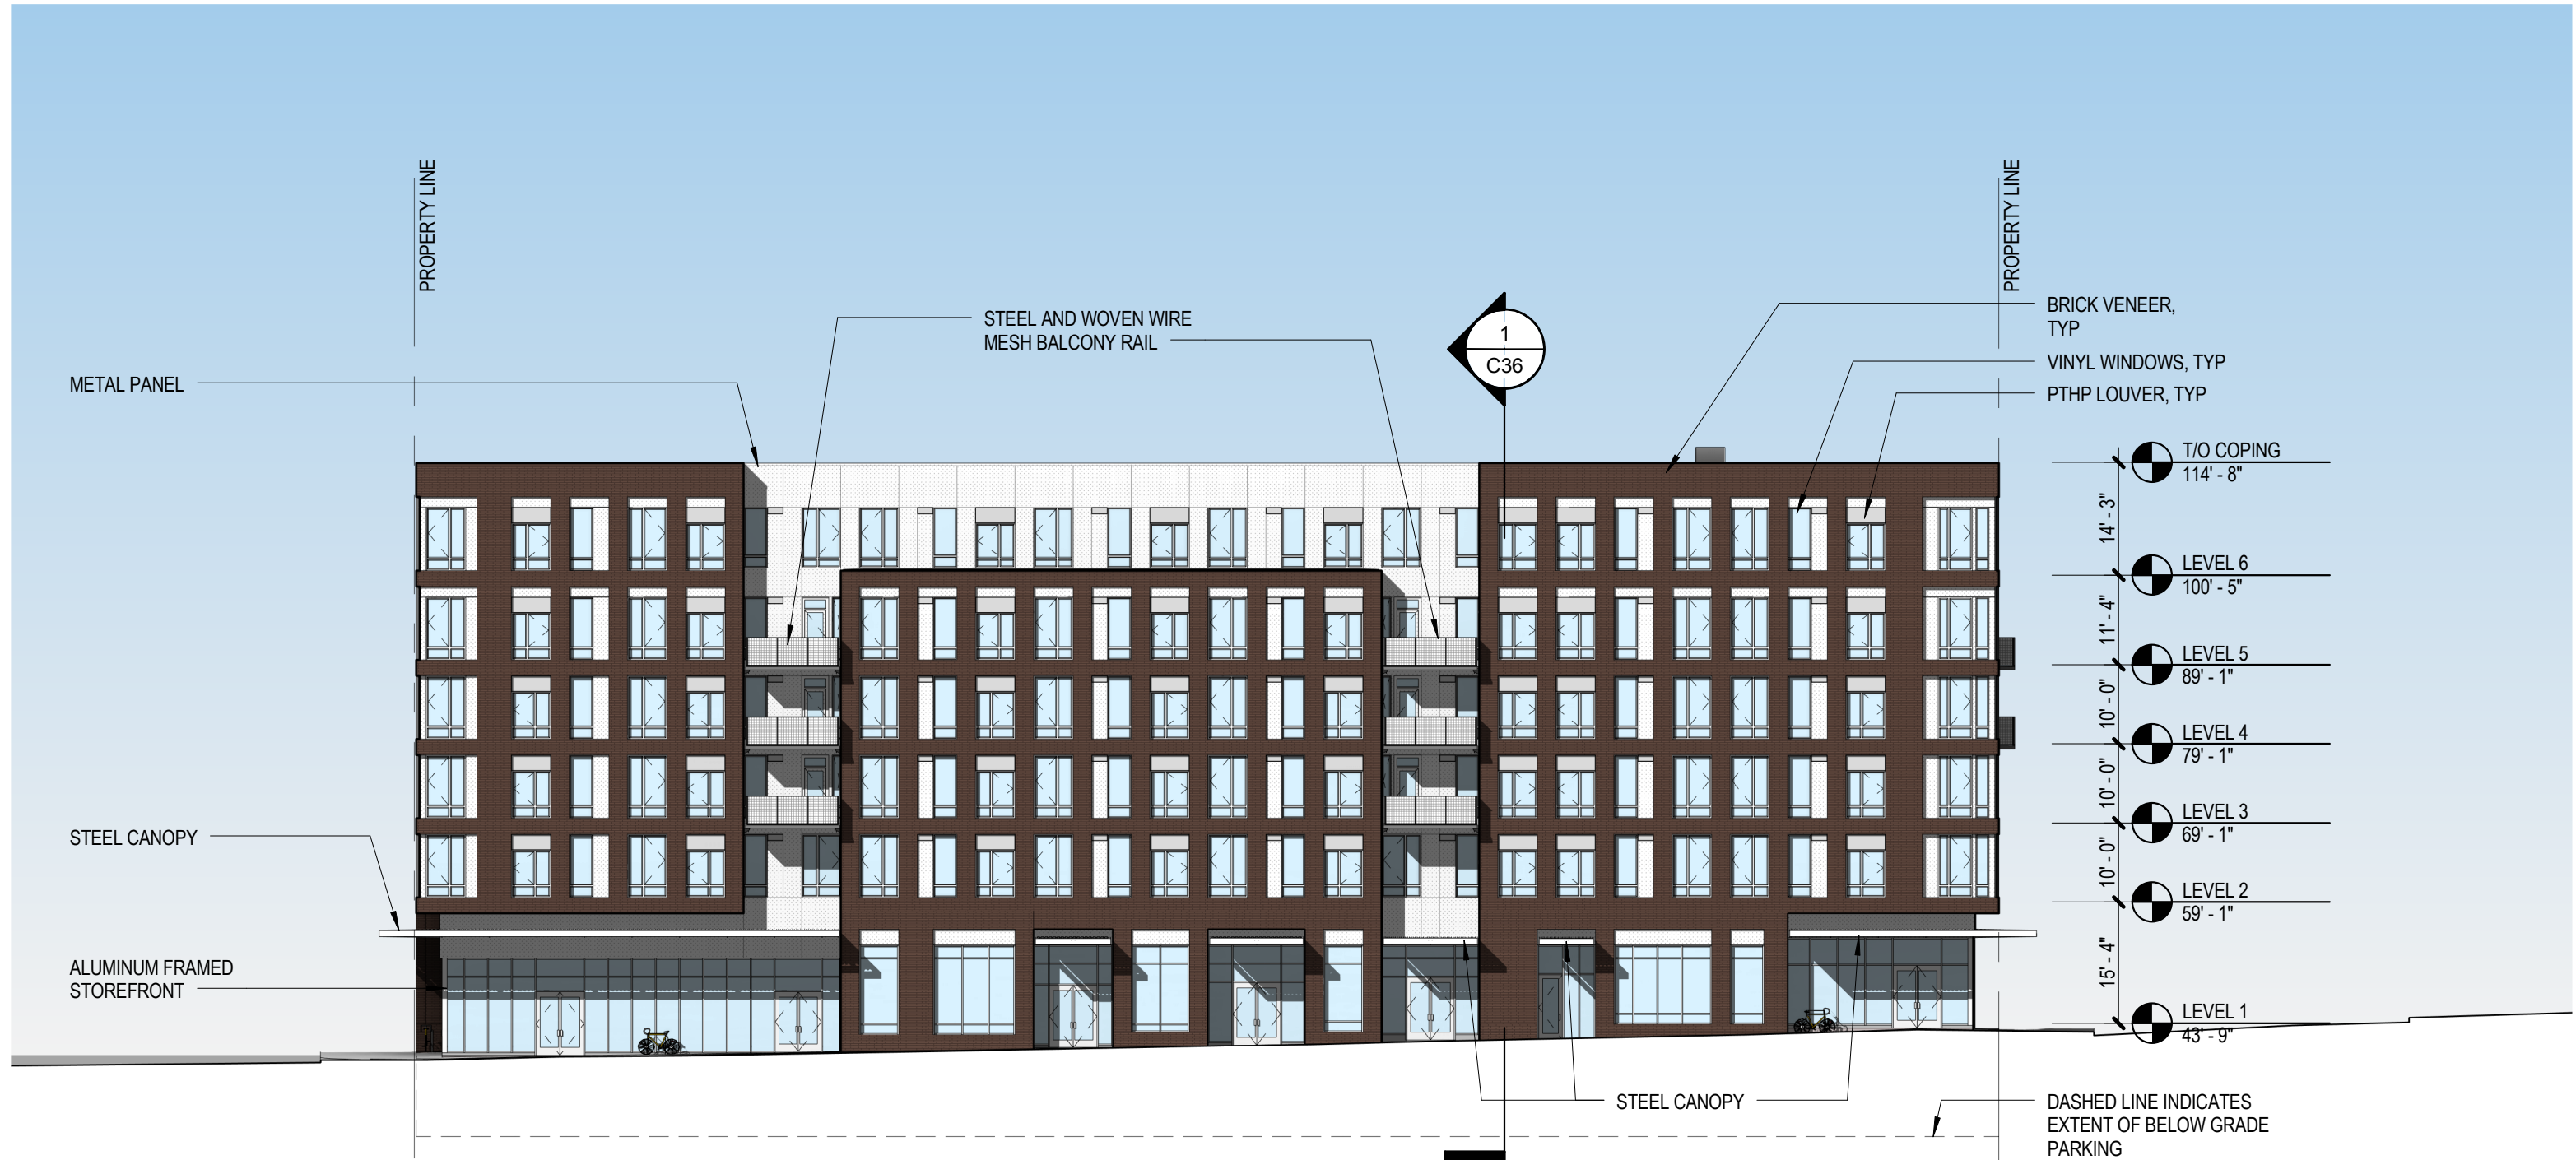 PROPERTY LINE
PROPERTY LINE
STEEL AND WOVEN WIRE
MESH BALCONY RAIL
1
C36
BRICK VENEER,
TYP
VINYL WINDOWS, TYP
PTHP LOUVER, TYP
METAL PANEL
STEEL CANOPY
ALUMINUM FRAMED
STOREFRONT
T/O COPING
114' - 8"
14' - 3"
LEVEL 6
100' - 5"
11' - 4"
LEVEL 5
89' - 1"
10' - 0"
LEVEL 4
79' - 1"
10' - 0"
LEVEL 3
69' - 1"
10' - 0"
LEVEL 2
59' - 1"
15' - 4"
LEVEL 1
43' - 9"
STEEL CANOPY
DASHED LINE INDICATES
EXTENT OF BELOW GRADE
PARKING